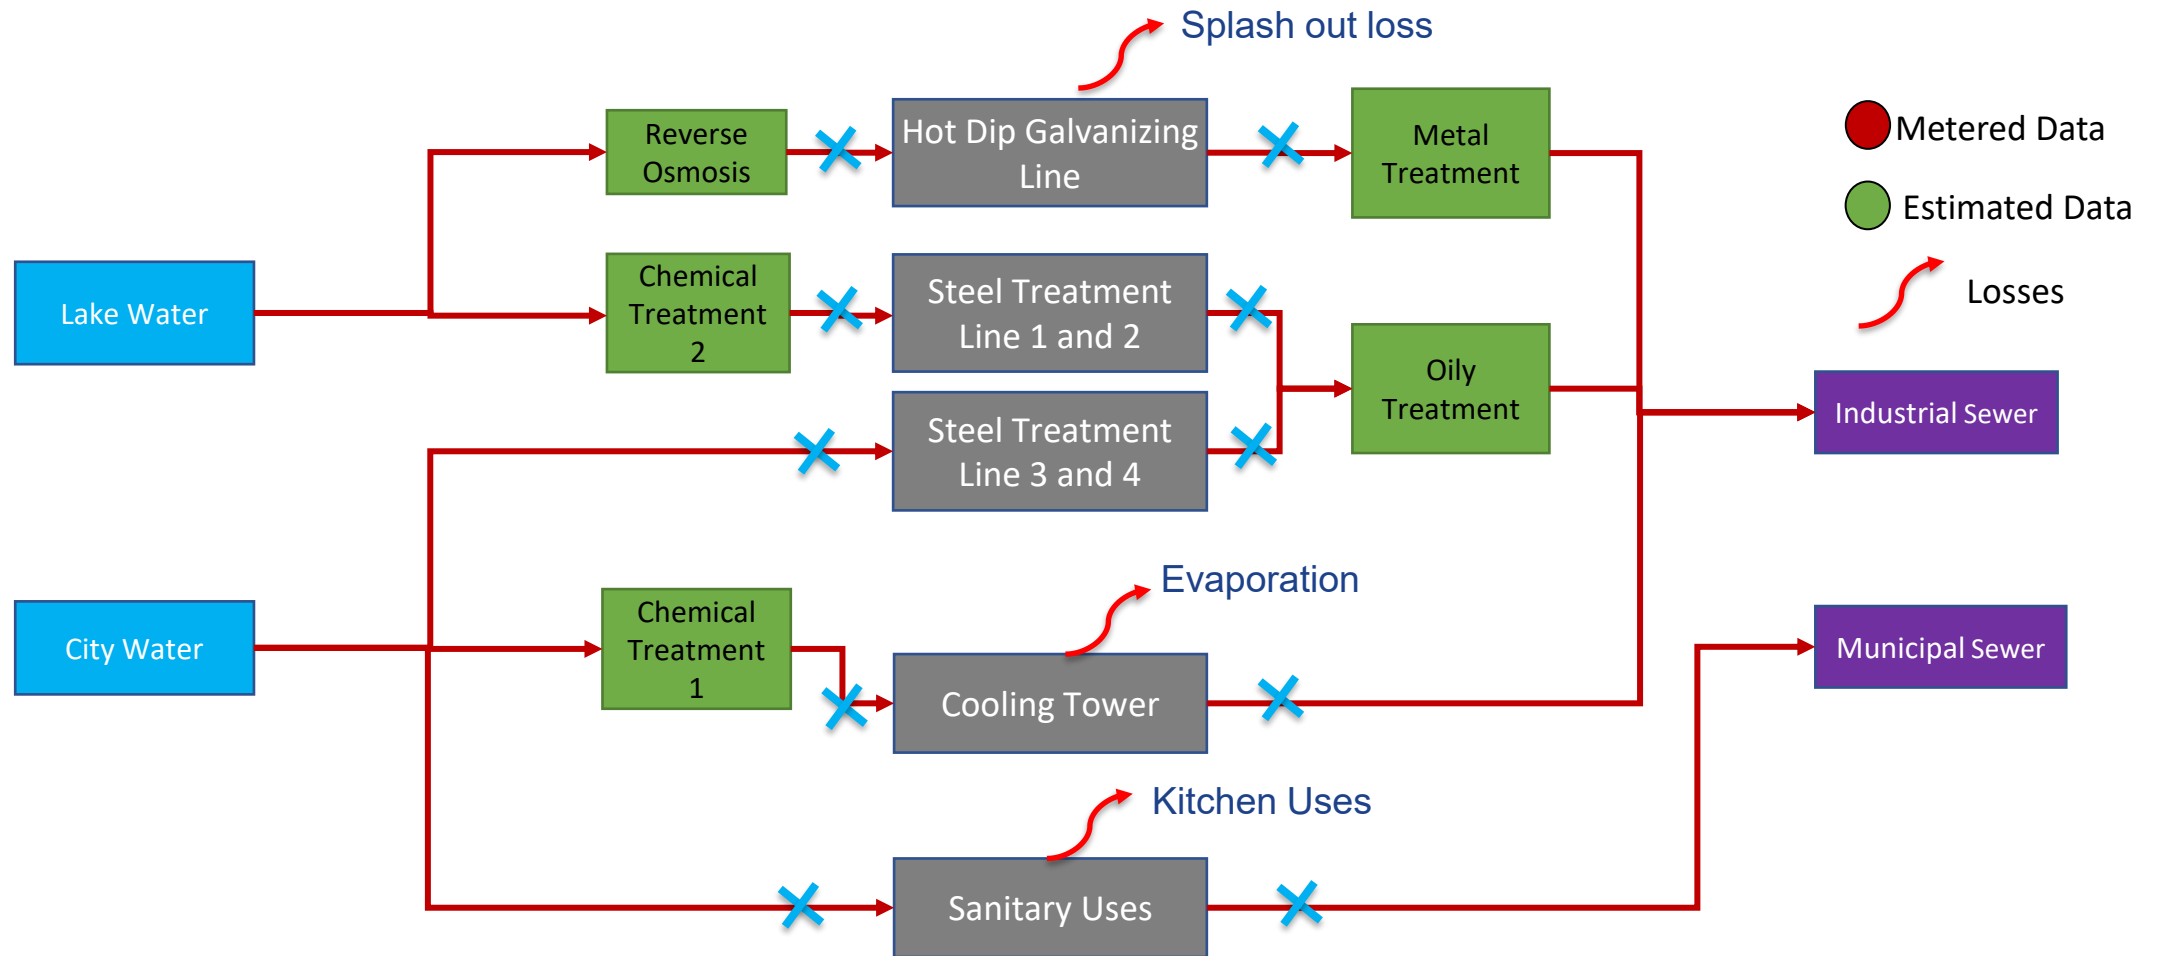 Splash out loss
Reverse
Osmosis
Hot Dip Galvanizing
Line
Metal
Treatment
Metered Data
Estimated Data
Losses
Lake Water
Chemical
Treatment
2
Steel Treatment
Line 1 and 2
Oily
Treatment
Steel Treatment
Line 3 and 4
Industrial Sewer
City Water
Chemical
Treatment
1
Evaporation
Cooling Tower
Municipal Sewer
Kitchen Uses
Sanitary Uses